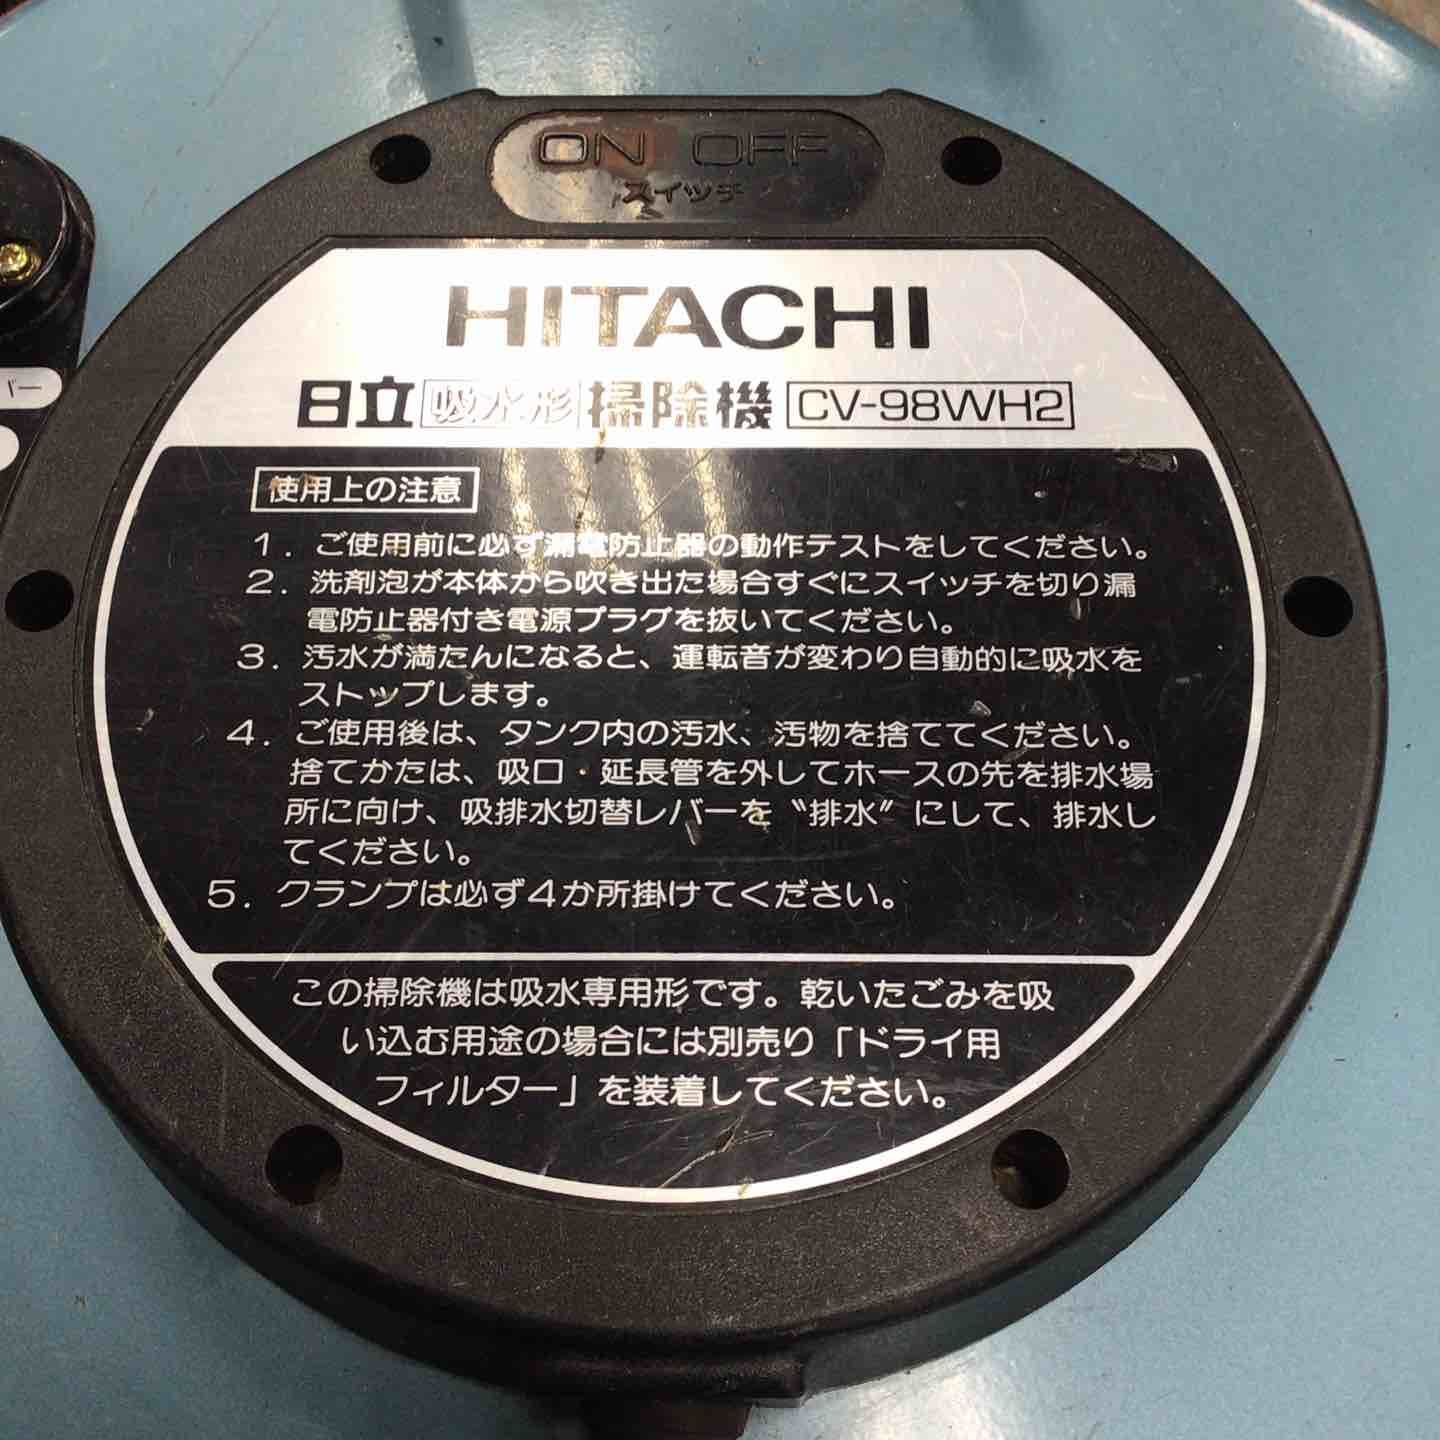 ON OFF
スイッチ
HITACHI
日立 吸水形 掃除機 CV-98WH2
使用上の注意
1. ご使用前に必ず漏電防止器の動作テストをしてください。
2. 洗剤泡が本体から吹き出た場合すぐにスイッチを切り漏
電防止器付き電源プラグを抜いてください。
3. 汚水が満たんになると、運転音が変わり自動的に吸水を
ストップします。
4. ご使用後は、タンク内の汚水、汚物を捨ててください。
捨てかたは、吸口・延長管を外してホースの先を排水場
所に向け、吸排水切替レバーを〝排水〞にして、排水し
てください。
5. クランプは必ず4か所掛けてください。
この掃除機は吸水専用形です。乾いたごみを吸
い込む用途の場合には別売り「ドライ用
フィルター」を装着してください。
バー